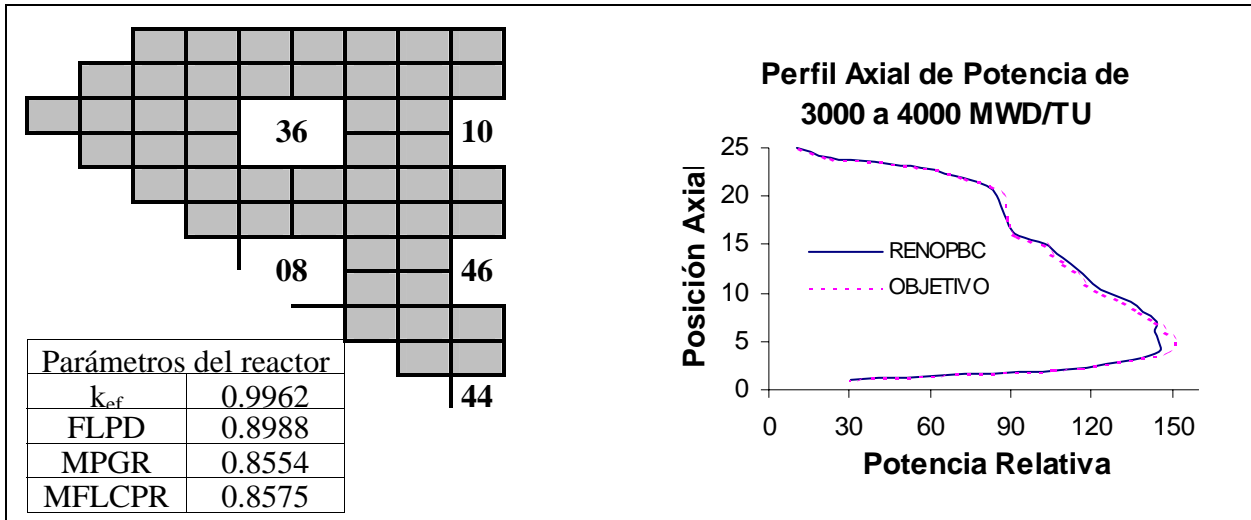 36
10
08
46
44
Parámetros del reactor
kef 0.9962
FLPD 0.8988
MPGR 0.8554
MFLCPR 0.8575
Perfil Axial de Potencia de
3000 a 4000 MWD/TU
Posición Axial
25
20
15
10
5
0
RENOPBC
OBJETIVO
0 30 60 90 120 150
Potencia Relativa